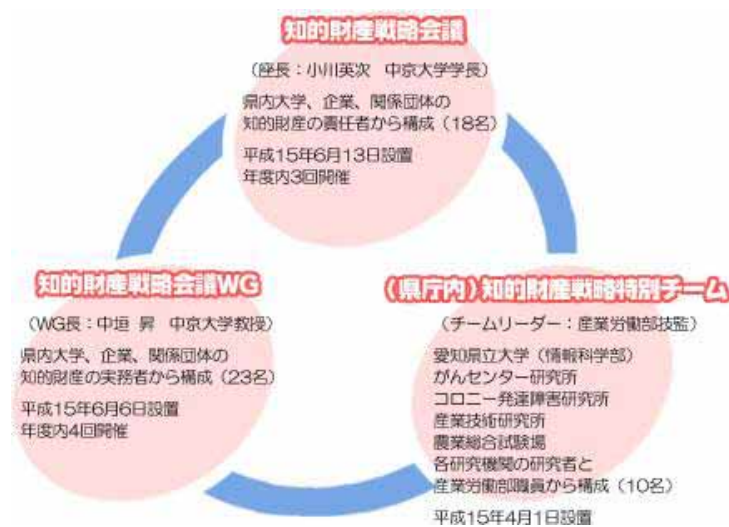 知的財産戦略会議
（座長：小川英次　中京大学学長）
県内大学、企業、関係団体の
知的財産の責任者から構成（18名）
平成15年6月13日設置
年度内3回開催
知的財産戦略会議WG
（WG長：中垣 昇　中京大学教授）
県内大学、企業、関係団体の
知的財産の実務者から構成（23名）
平成15年6月6日設置
年度内4回開催
（県庁内）知的財産戦略特別チーム
（チームリーダー：産業労働部技監）
愛知県立大学（情報科学部）
がんセンター研究所
コロニー発達障害研究所
産業技術研究所
農業総合試験場
各研究機関の研究者と
産業労働部職員から構成（10名）
平成15年4月1日設置